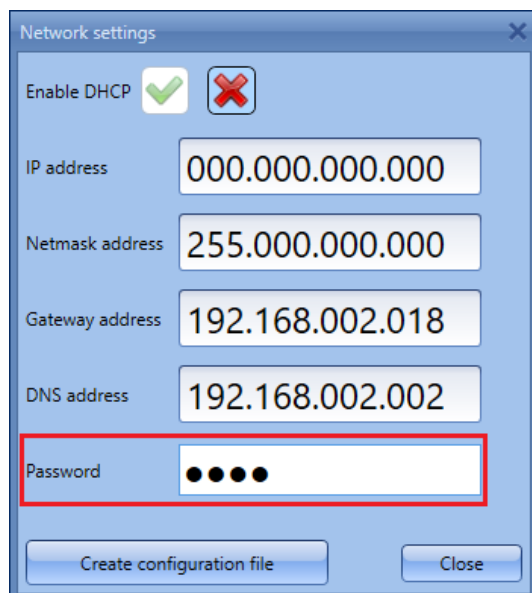 Network settings
Enable DHCP
IP address 000.000.000.000
Netmask address 255.000.000.000
Gateway address 192.168.002.018
DNS address 192.168.002.002
Password ●●●●
Create configuration file Close